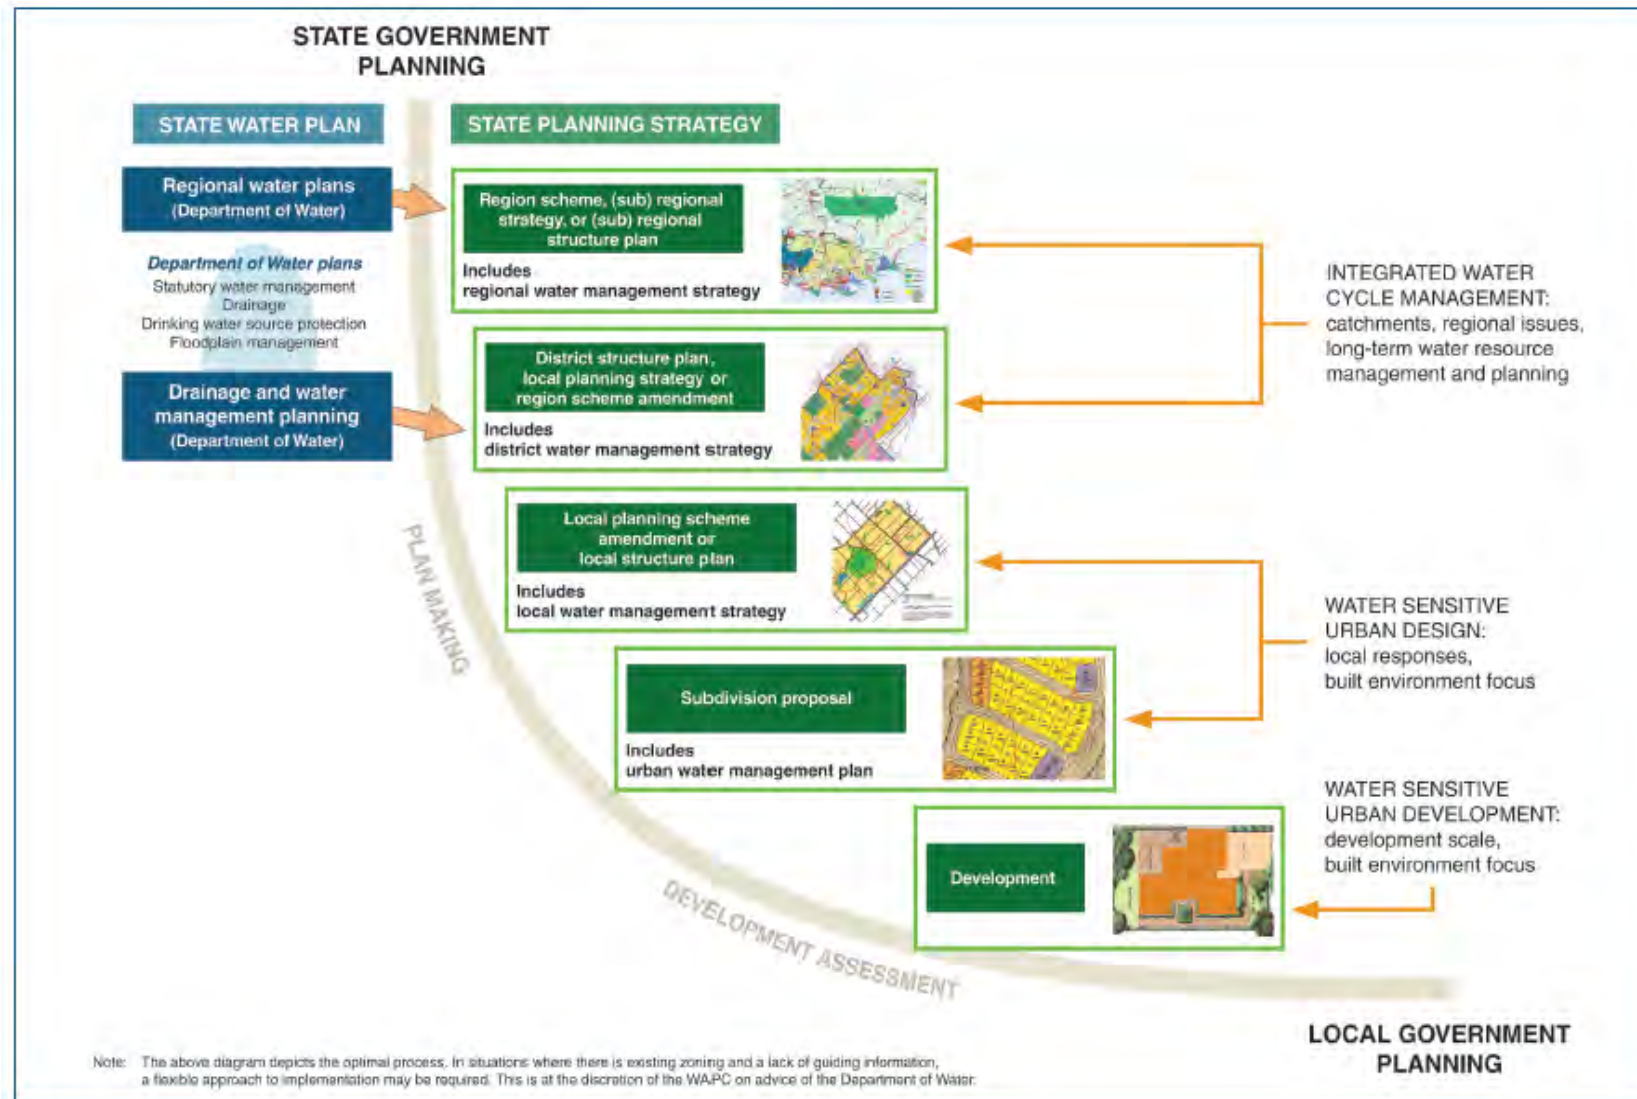 STATE GOVERNMENT
PLANNING
STATE WATER PLAN
STATE PLANNING STRATEGY
Regional water plans
(Department of Water)
Department of Water plans
Statutory water management
Drainage
Drinking water source protection
Floodplain management
Drainage and water
management planning
(Department of Water)
Region scheme, (sub) regional
strategy, or (sub) regional
structure plan
Includes
regional water management strategy
District structure plan,
local planning strategy or
region scheme amendment
Includes
district water management strategy
Local planning scheme
amendment or
local structure plan
Includes
local water management strategy
Subdivision proposal
Includes
urban water management plan
Development
INTEGRATED WATER
CYCLE MANAGEMENT:
catchments, regional issues,
long-term water resource
management and planning
WATER SENSITIVE
URBAN DESIGN:
local responses,
built environment focus
WATER SENSITIVE
URBAN DEVELOPMENT:
development scale,
built environment focus
PLAN MAKING
DEVELOPMENT ASSESSMENT
LOCAL GOVERNMENT
PLANNING
Note: The above diagram depicts the optimal process. In situations where there is existing zoning and a lack of guiding information,
a flexible approach to implementation may be required. This is at the discretion of the WAPC on advice of the Department of Water.